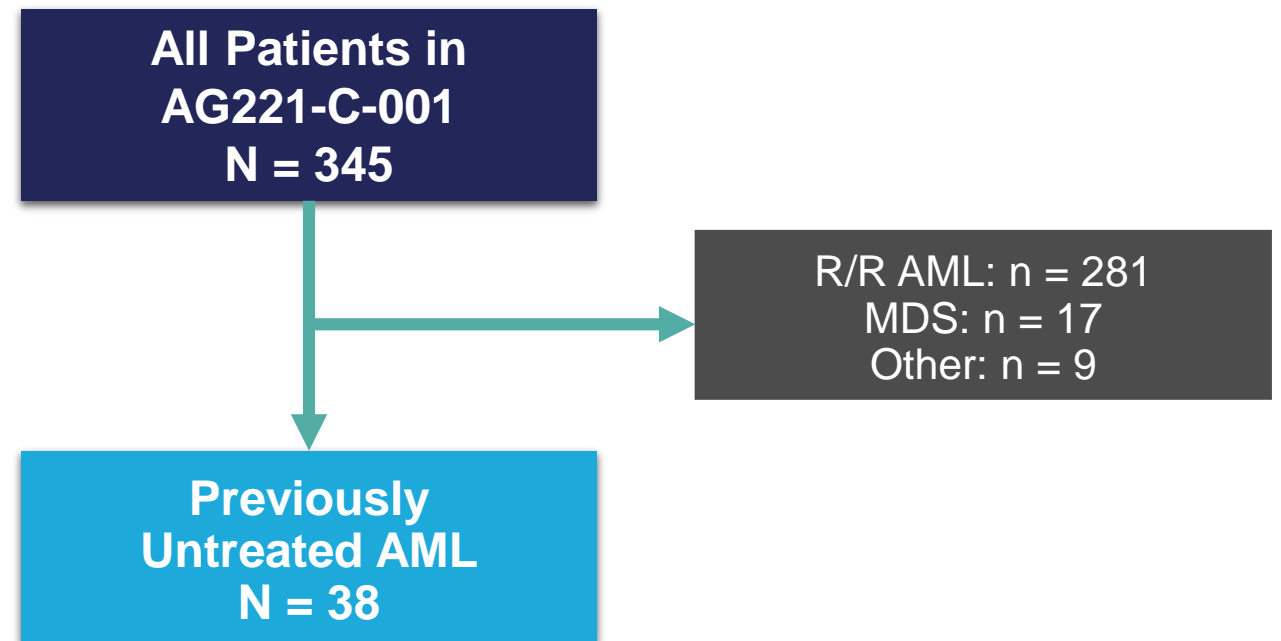 All Patients in
AG221-C-001
N = 345
R/R AML: n = 281
MDS: n = 17
Other: n = 9
Previously
Untreated AML
N = 38